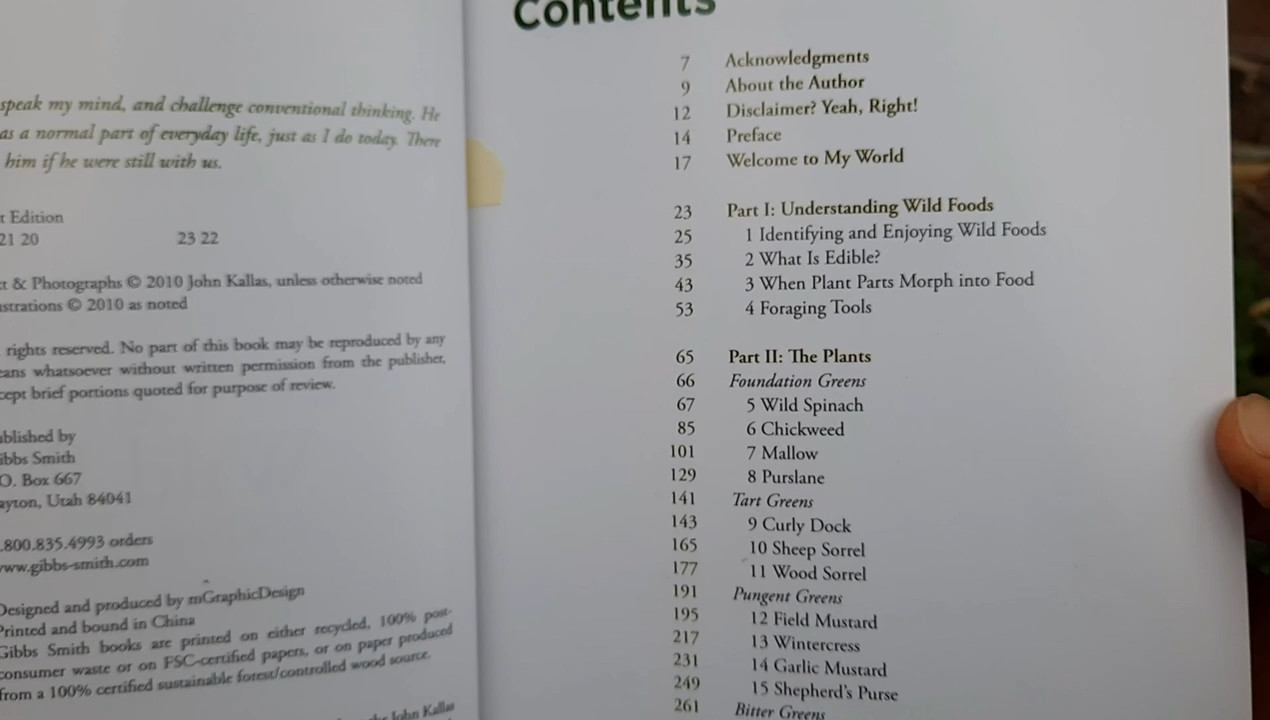 speak my mind, and challenge conventional thinking. He
as a normal part of everyday life, just as I do today. There
him if he were still with us.
t Edition
21 20 23 22
& Photographs © 2010 John Kallas, unless otherwise noted
ustrations © 2010 as noted
rights reserved. No part of this book may be reproduced by any
eans whatsoever without written permission from the publisher,
cept brief portions quoted for purpose of review.
ublished by
ibbs Smith
O. Box 667
ayton, Utah 84041
.800.835.4993 orders
www.gibbs-smith.com
Designed and produced by mGraphicDesign
Printed and bound in China
Gibbs Smith books are printed on either recycled, 100% post-
consumer waste or on FSC-certified papers, or on paper produced
from a 100% certified sustainable forest/controlled wood source.
John Kallas
Contents
7 Acknowledgments
9 About the Author
12 Disclaimer? Yeah, Right!
14 Preface
17 Welcome to My World
23 Part I: Understanding Wild Foods
25 1 Identifying and Enjoying Wild Foods
35 2 What Is Edible?
43 3 When Plant Parts Morph into Food
53 4 Foraging Tools
65 Part II: The Plants
66 Foundation Greens
67 5 Wild Spinach
85 6 Chickweed
101 7 Mallow
129 8 Purslane
141 Tart Greens
143 9 Curly Dock
165 10 Sheep Sorrel
177 11 Wood Sorrel
191 Pungent Greens
195 12 Field Mustard
217 13 Wintercress
231 14 Garlic Mustard
249 15 Shepherd's Purse
261 Bitter Greens